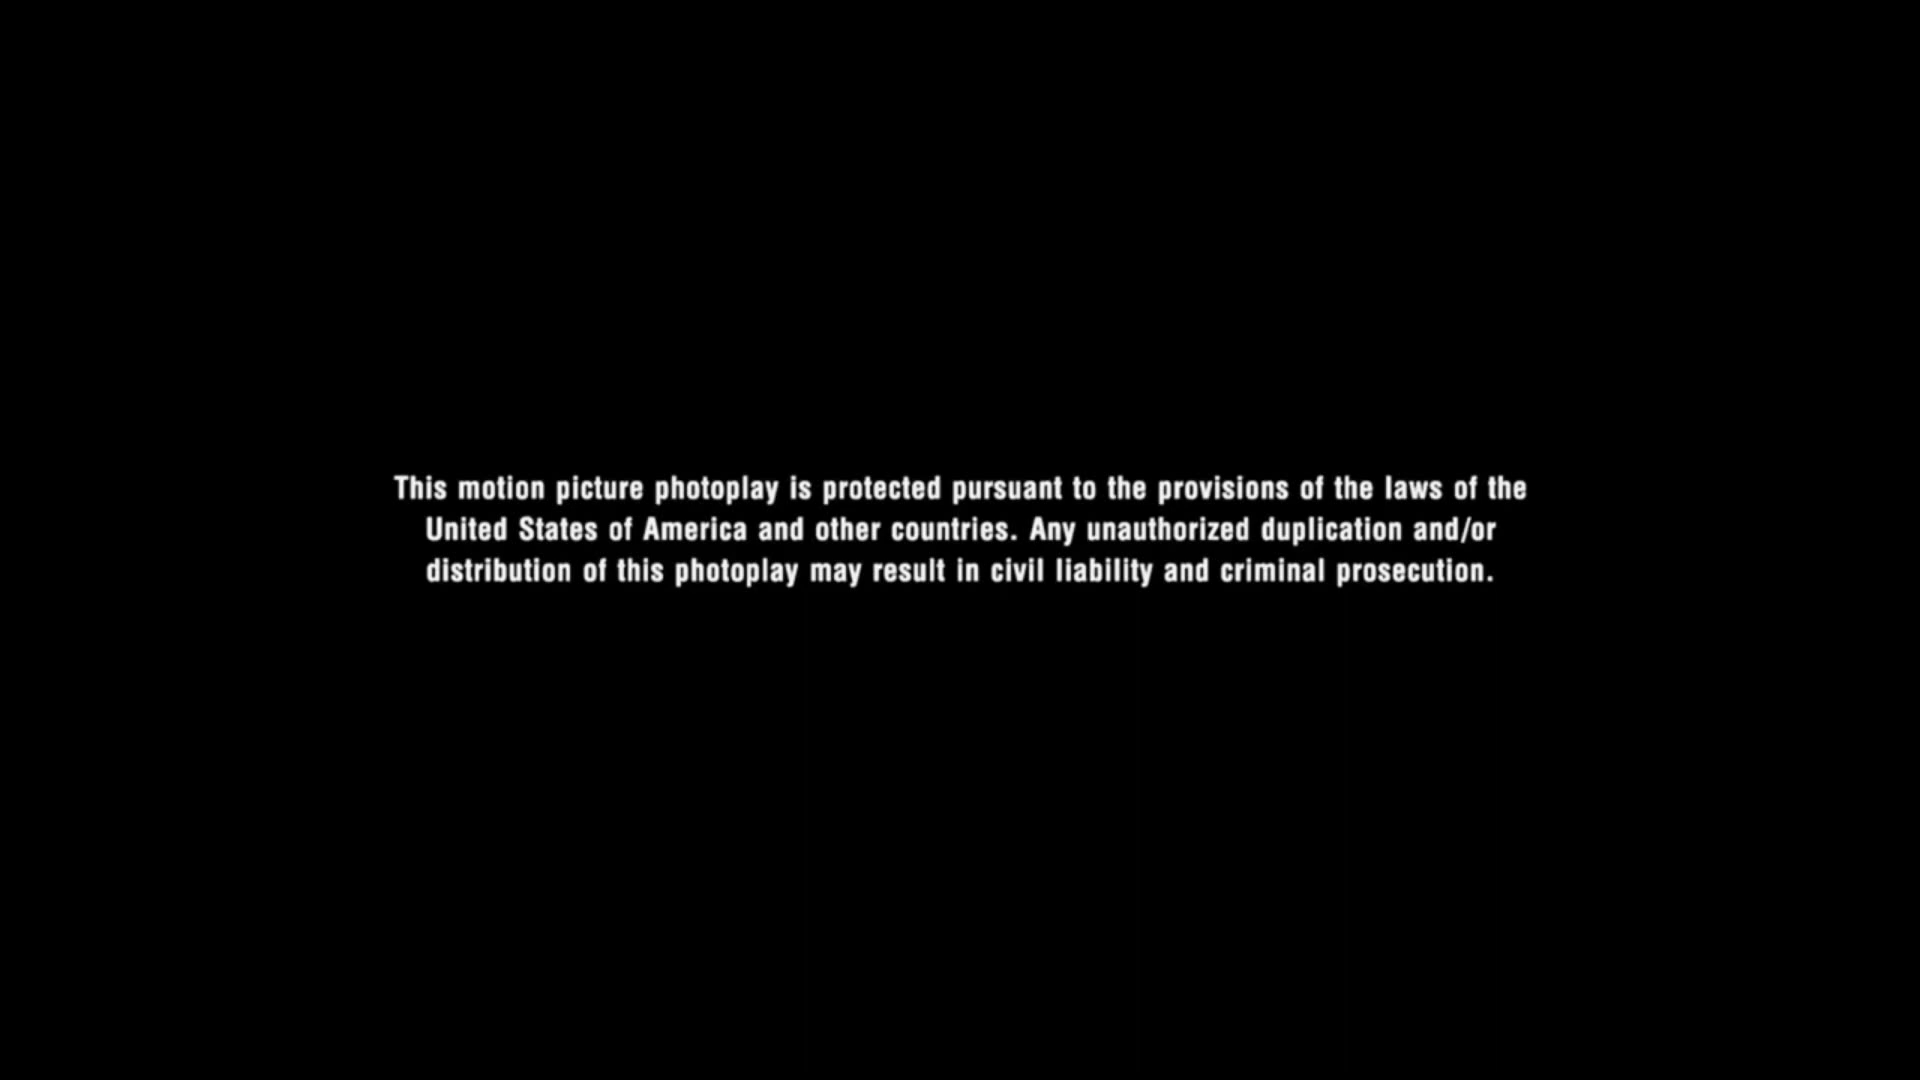 This motion picture photoplay is protected pursuant to the provisions of the laws of the
United States of America and other countries. Any unauthorized duplication and/or
distribution of this photoplay may result in civil liability and criminal prosecution.